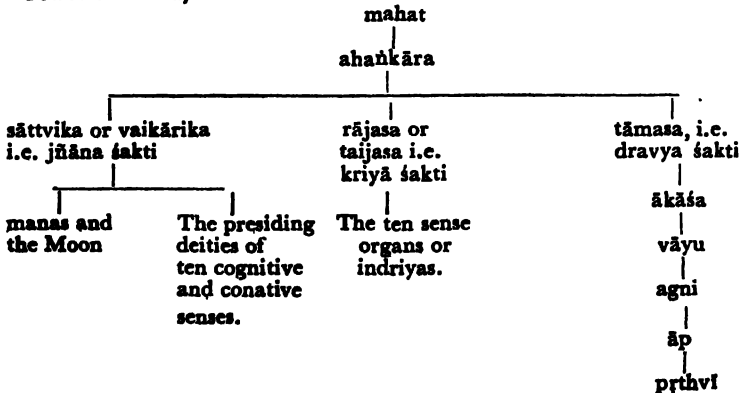 mahat
ahaṅkāra
sāttvika or vaikārika
i.e. jñāna śakti
rājasa or
taijasa i.e.
kriyā śakti
tāmasa, i.e.
dravya śakti
manas and
the Moon
The presiding
deities of
ten cognitive
and conative
senses.
The ten sense
organs or
indriyas.
ākāśa
vāyu
agni
āp
pṛthvī